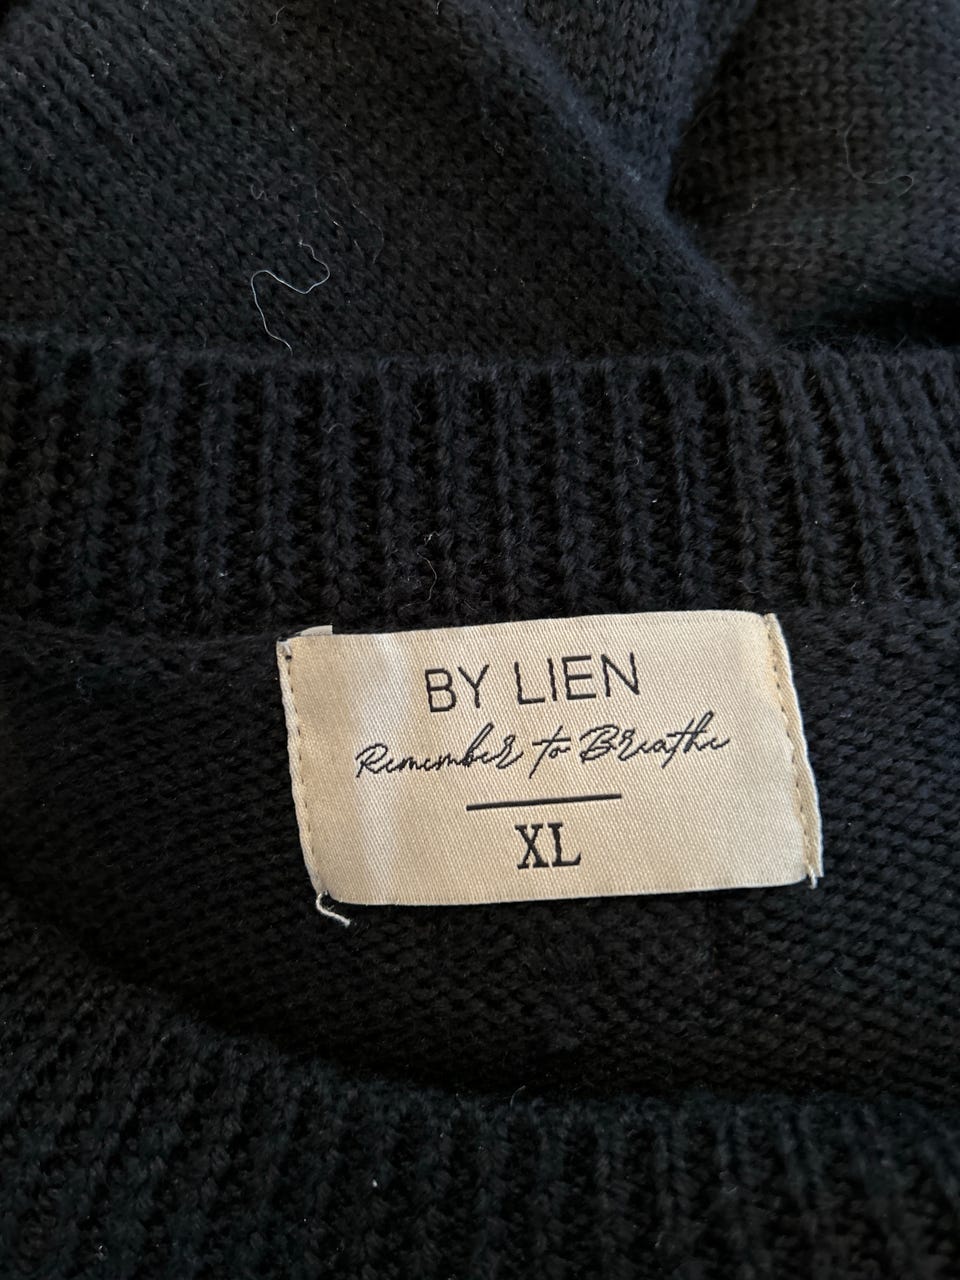 BY LIEN
Remember to Breathe
XL